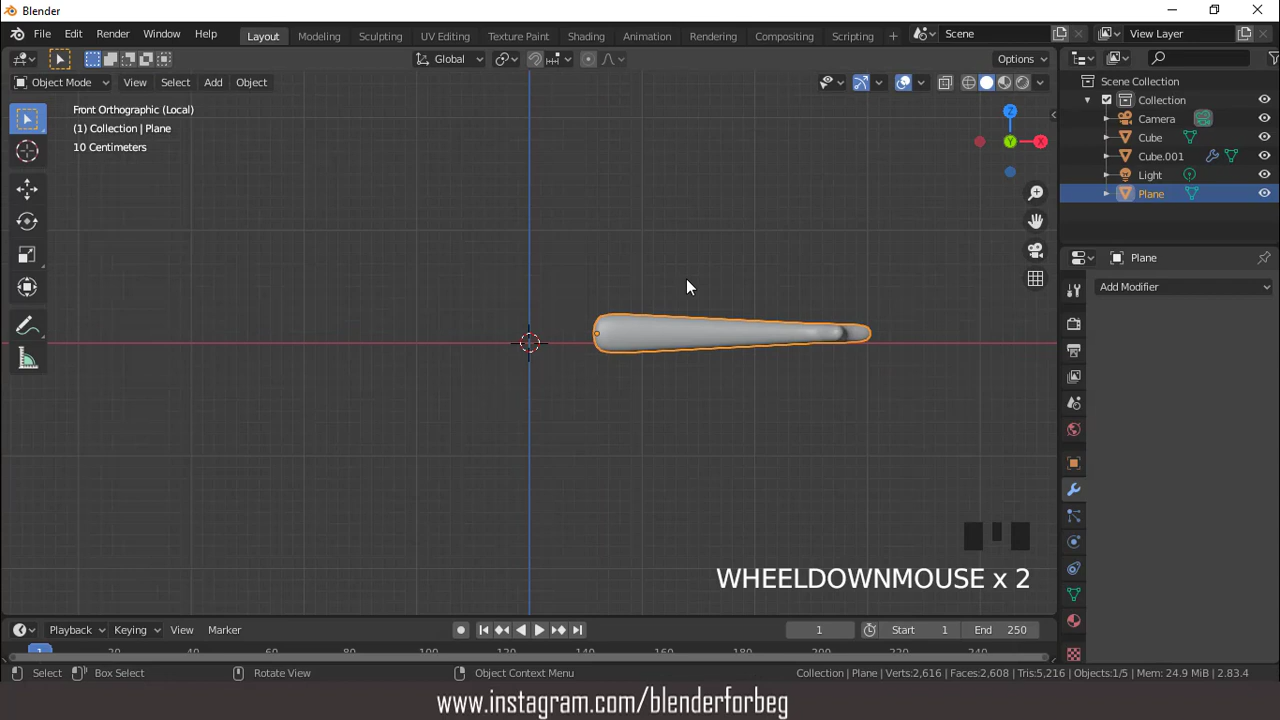 Blender
File Edit Render Window Help Layout Modeling Sculpting UV Editing Texture Paint Shading Animation Rendering Compositing Scripting Scene View Layer
Global Options
Object Mode View Select Add Object
Scene Collection
Collection
Camera
Cube
Cube.001
Light
Plane
Front Orthographic (Local)
(1) Collection | Plane
10 Centimeters
Z
Y
X
Plane
Add Modifier
WHEELDOWNMOUSE x 2
Playback Keying View Marker 1 Start 1 End 250
Select Box Select Rotate View Object Context Menu Collection | Plane | Verts:2,616 | Faces:2,608 | Tris:5,216 | Objects:1/5 | Mem: 24.9 MiB | 2.83.4
www.instagram.com/blenderforbeg